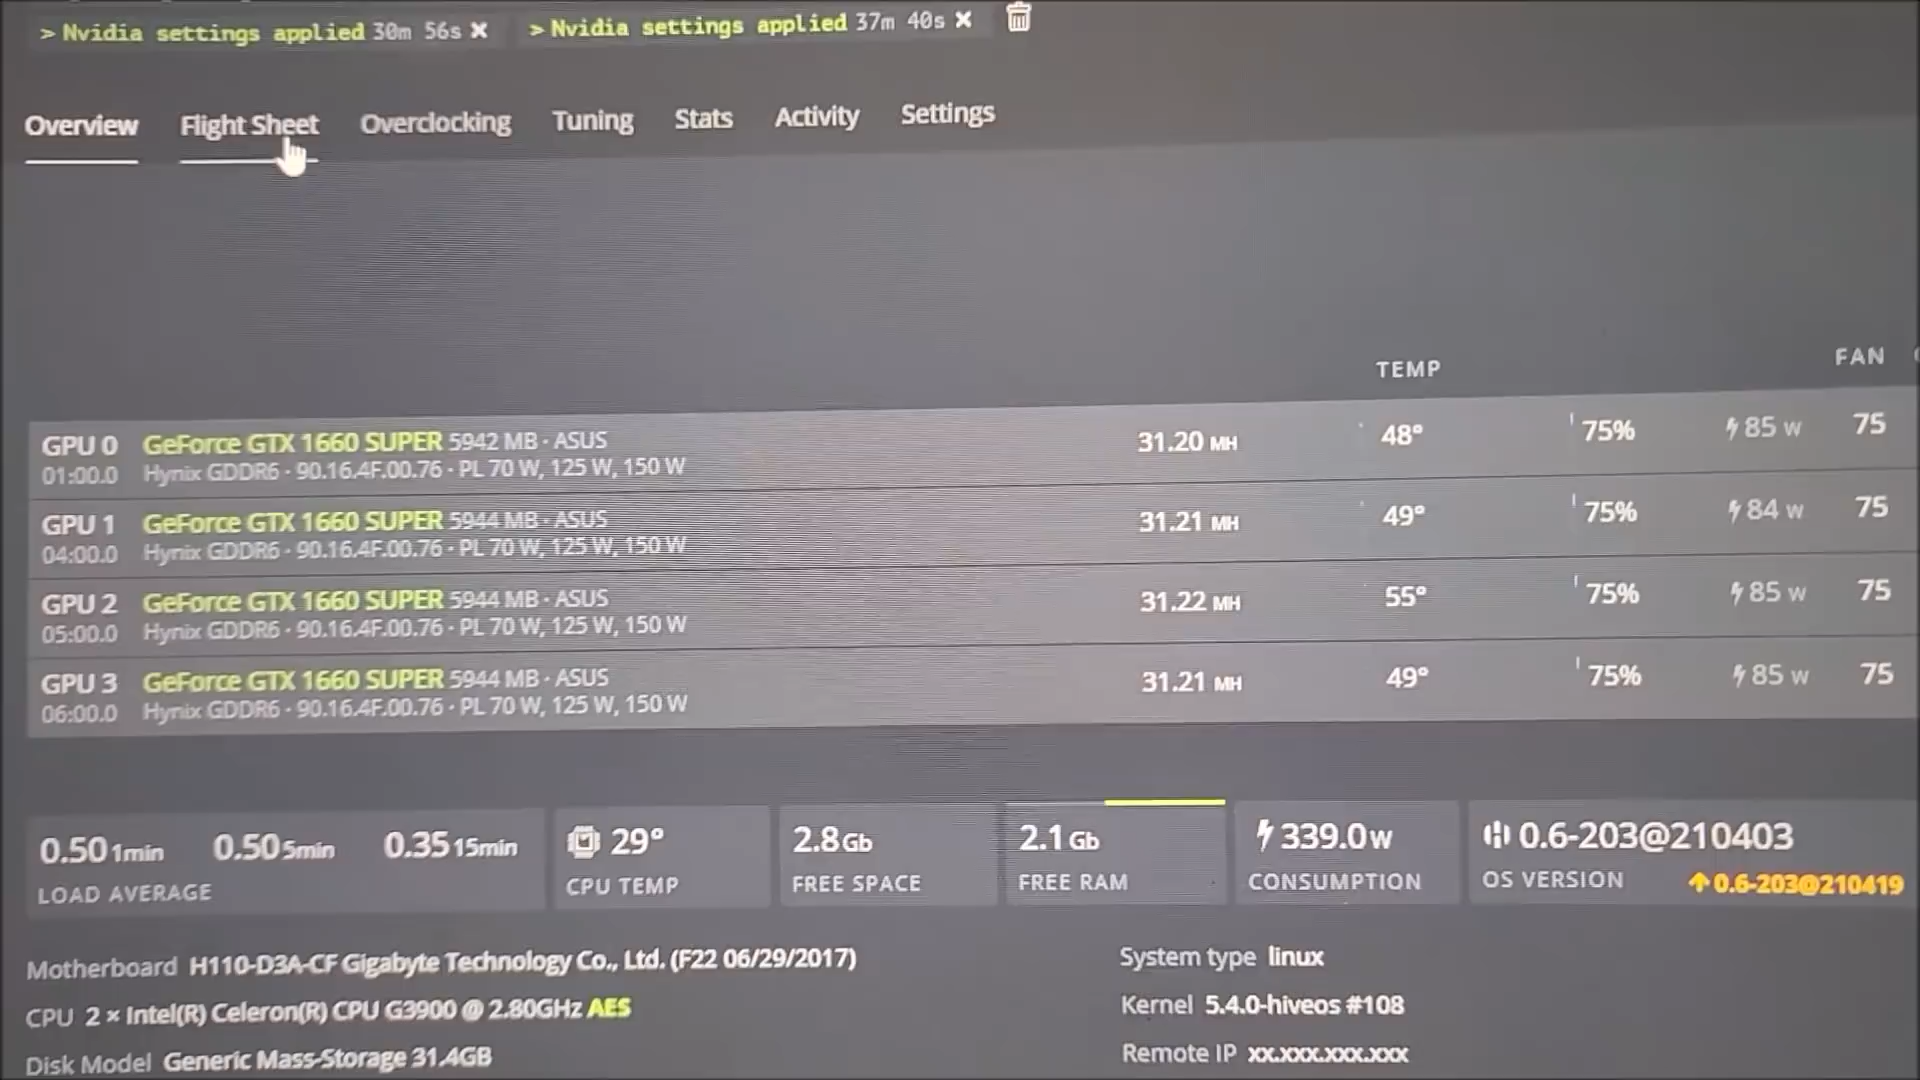 > Nvidia settings applied 30m 56s × > Nvidia settings applied 37m 40s ×
Overview Flight Sheet Overclocking Tuning Stats Activity Settings
TEMP FAN
GPU 0 GeForce GTX 1660 SUPER 5942 MB · ASUS 31.20 MH 48° 75% 85 W 75
01:00.0 Hynix GDDR6 · 90.16.4F.00.76 · PL 70 W, 125 W, 150 W
GPU 1 GeForce GTX 1660 SUPER 5944 MB · ASUS 31.21 MH 49° 75% 84 W 75
04:00.0 Hynix GDDR6 · 90.16.4F.00.76 · PL 70 W, 125 W, 150 W
GPU 2 GeForce GTX 1660 SUPER 5944 MB · ASUS 31.22 MH 55° 75% 85 W 75
05:00.0 Hynix GDDR6 · 90.16.4F.00.76 · PL 70 W, 125 W, 150 W
GPU 3 GeForce GTX 1660 SUPER 5944 MB · ASUS 31.21 MH 49° 75% 85 W 75
06:00.0 Hynix GDDR6 · 90.16.4F.00.76 · PL 70 W, 125 W, 150 W
0.50 1min 0.50 5min 0.35 15min
LOAD AVERAGE
29°
CPU TEMP
2.8 Gb
FREE SPACE
2.1 Gb
FREE RAM
339.0 W
CONSUMPTION
0.6-203@210403
OS VERSION 0.6-203@210419
Motherboard H110-D3A-CF Gigabyte Technology Co., Ltd. (F22 06/29/2017)
CPU 2 × Intel(R) Celeron(R) CPU G3900 @ 2.80GHz AES
Disk Model Generic Mass-Storage 31.4GB
System type linux
Kernel 5.4.0-hiveos #108
Remote IP xx.xxx.xxx.xxx